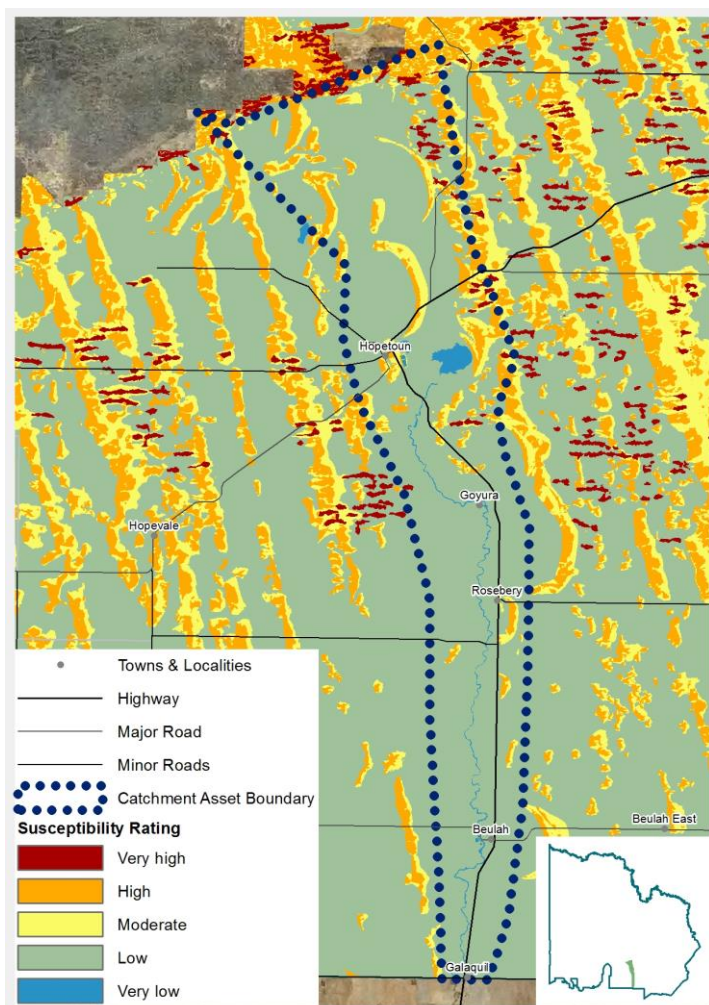 Hopetoun
Goyura
Hopevale
Rosebery
Towns & Localities
Highway
Major Road
Minor Roads
Catchment Asset Boundary
Susceptibility Rating
Very high
High
Moderate
Low
Very low
Beulah East
Beulah
Galaquil